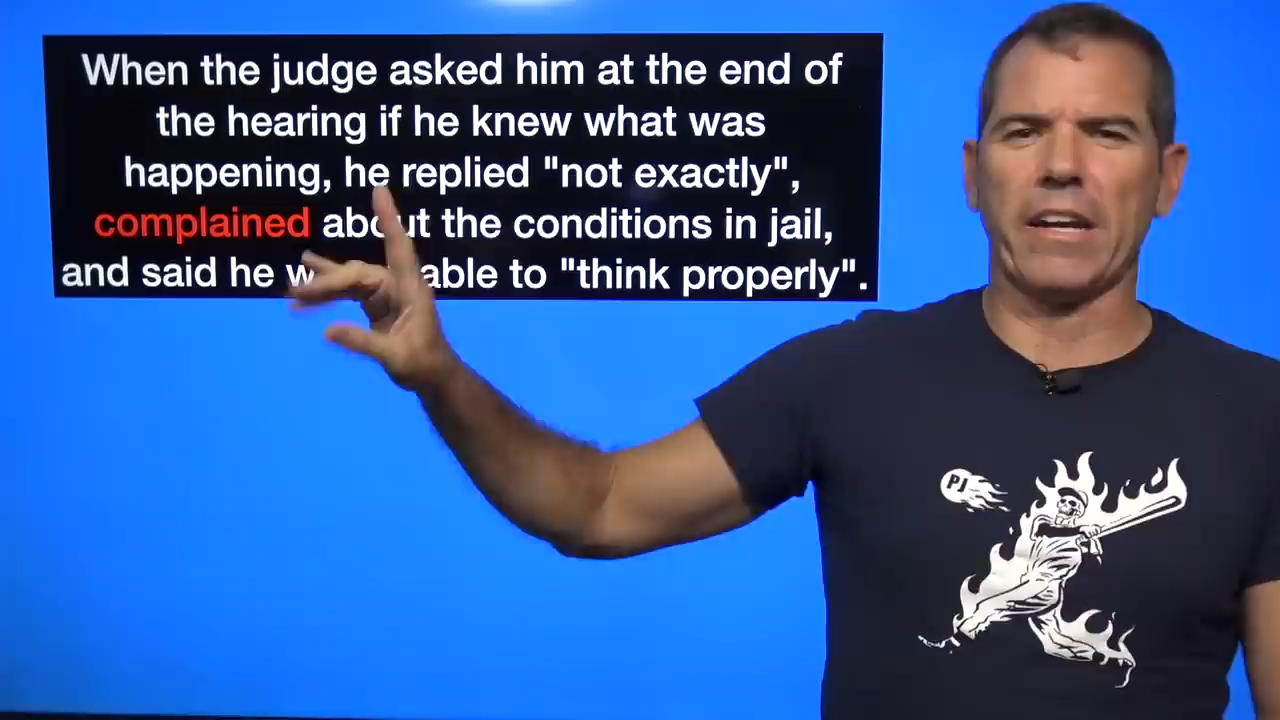 When the judge asked him at the end of
the hearing if he knew what was
happening, he replied "not exactly",
complained about the conditions in jail,
and said he able to "think properly".
PJ